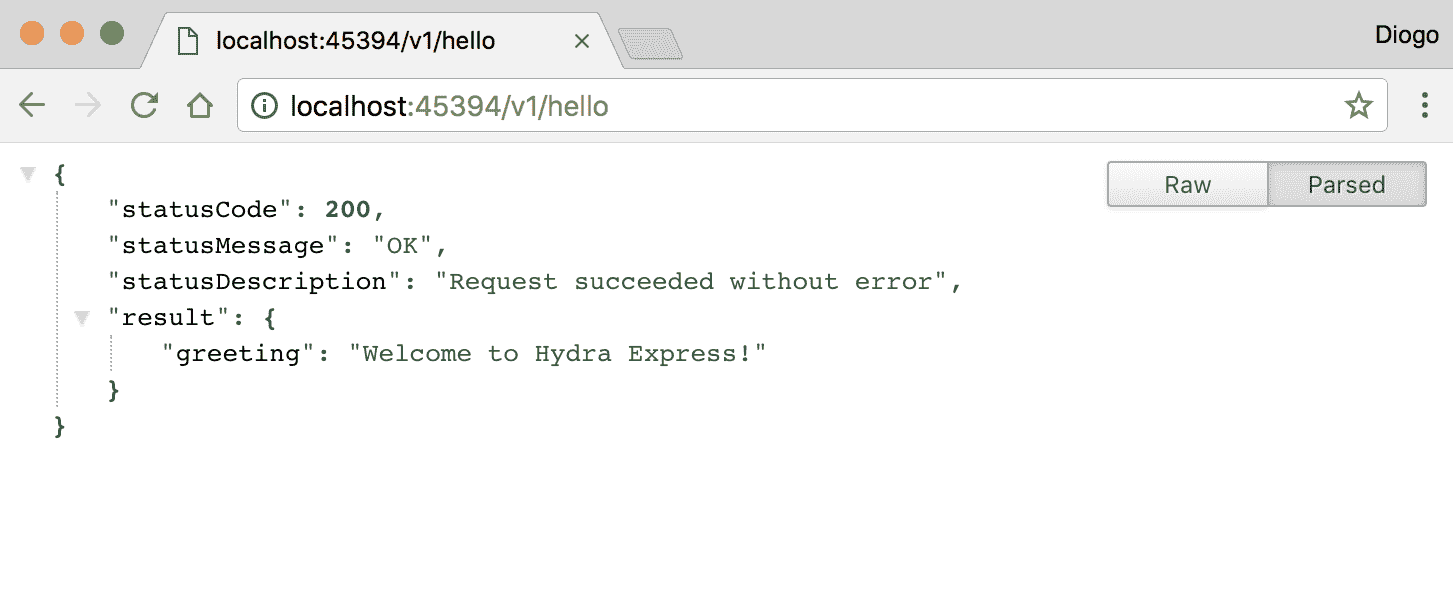 localhost:45394/v1/hello
Diogo
localhost:45394/v1/hello
Raw Parsed
{
"statusCode": 200,
"statusMessage": "OK",
"statusDescription": "Request succeeded without error",
"result": {
"greeting": "Welcome to Hydra Express!"
}
}